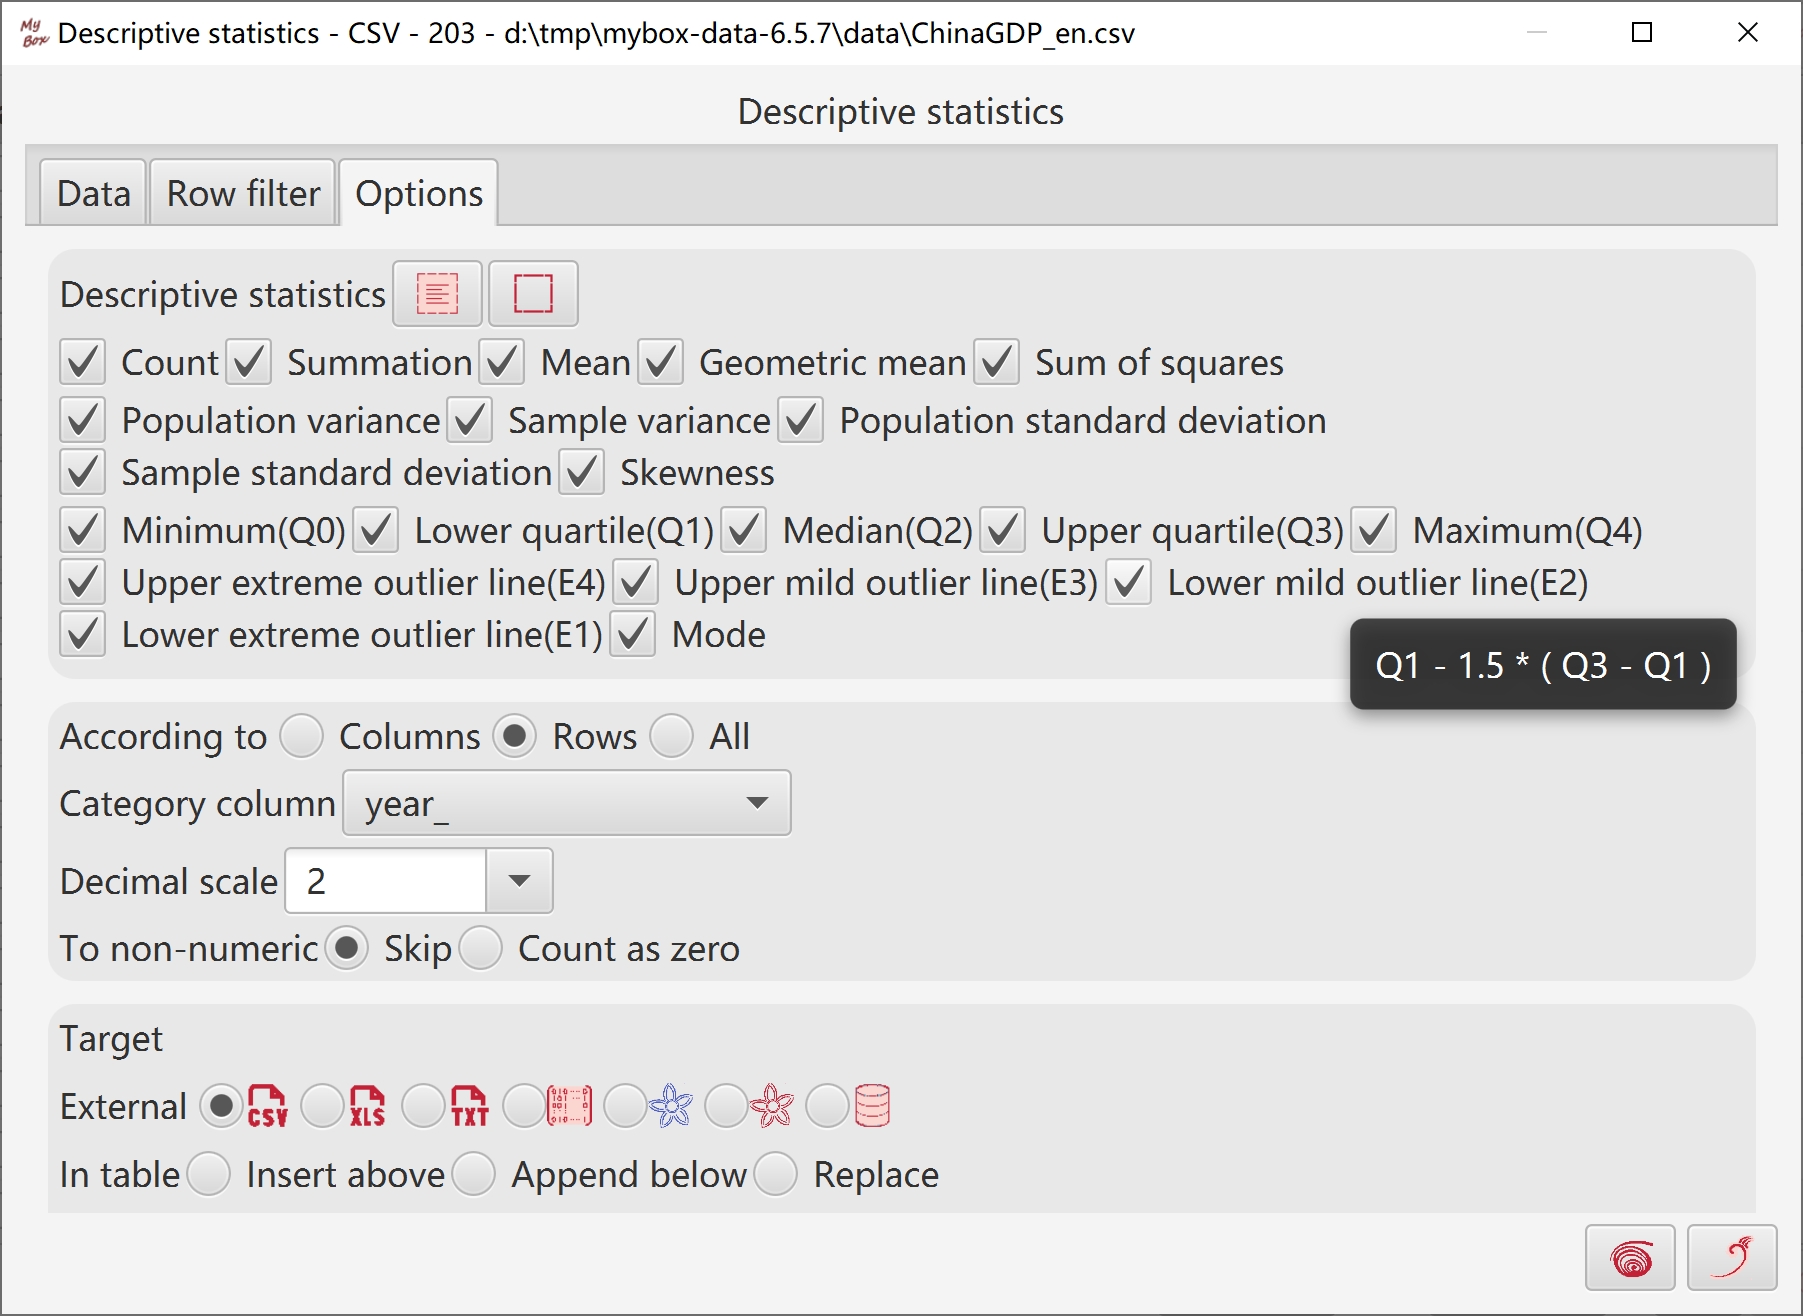 My Box Descriptive statistics - CSV - 203 - d:\tmp\mybox-data-6.5.7\data\ChinaGDP_en.csv
Descriptive statistics
Data Row filter Options
Descriptive statistics
Count Summation Mean Geometric mean Sum of squares
Population variance Sample variance Population standard deviation
Sample standard deviation Skewness
Minimum(Q0) Lower quartile(Q1) Median(Q2) Upper quartile(Q3) Maximum(Q4)
Upper extreme outlier line(E4) Upper mild outlier line(E3) Lower mild outlier line(E2)
Lower extreme outlier line(E1) Mode
Q1 - 1.5 * ( Q3 - Q1 )
According to Columns Rows All
Category column year_
Decimal scale 2
To non-numeric Skip Count as zero
Target
External CSV XLS TXT
In table Insert above Append below Replace